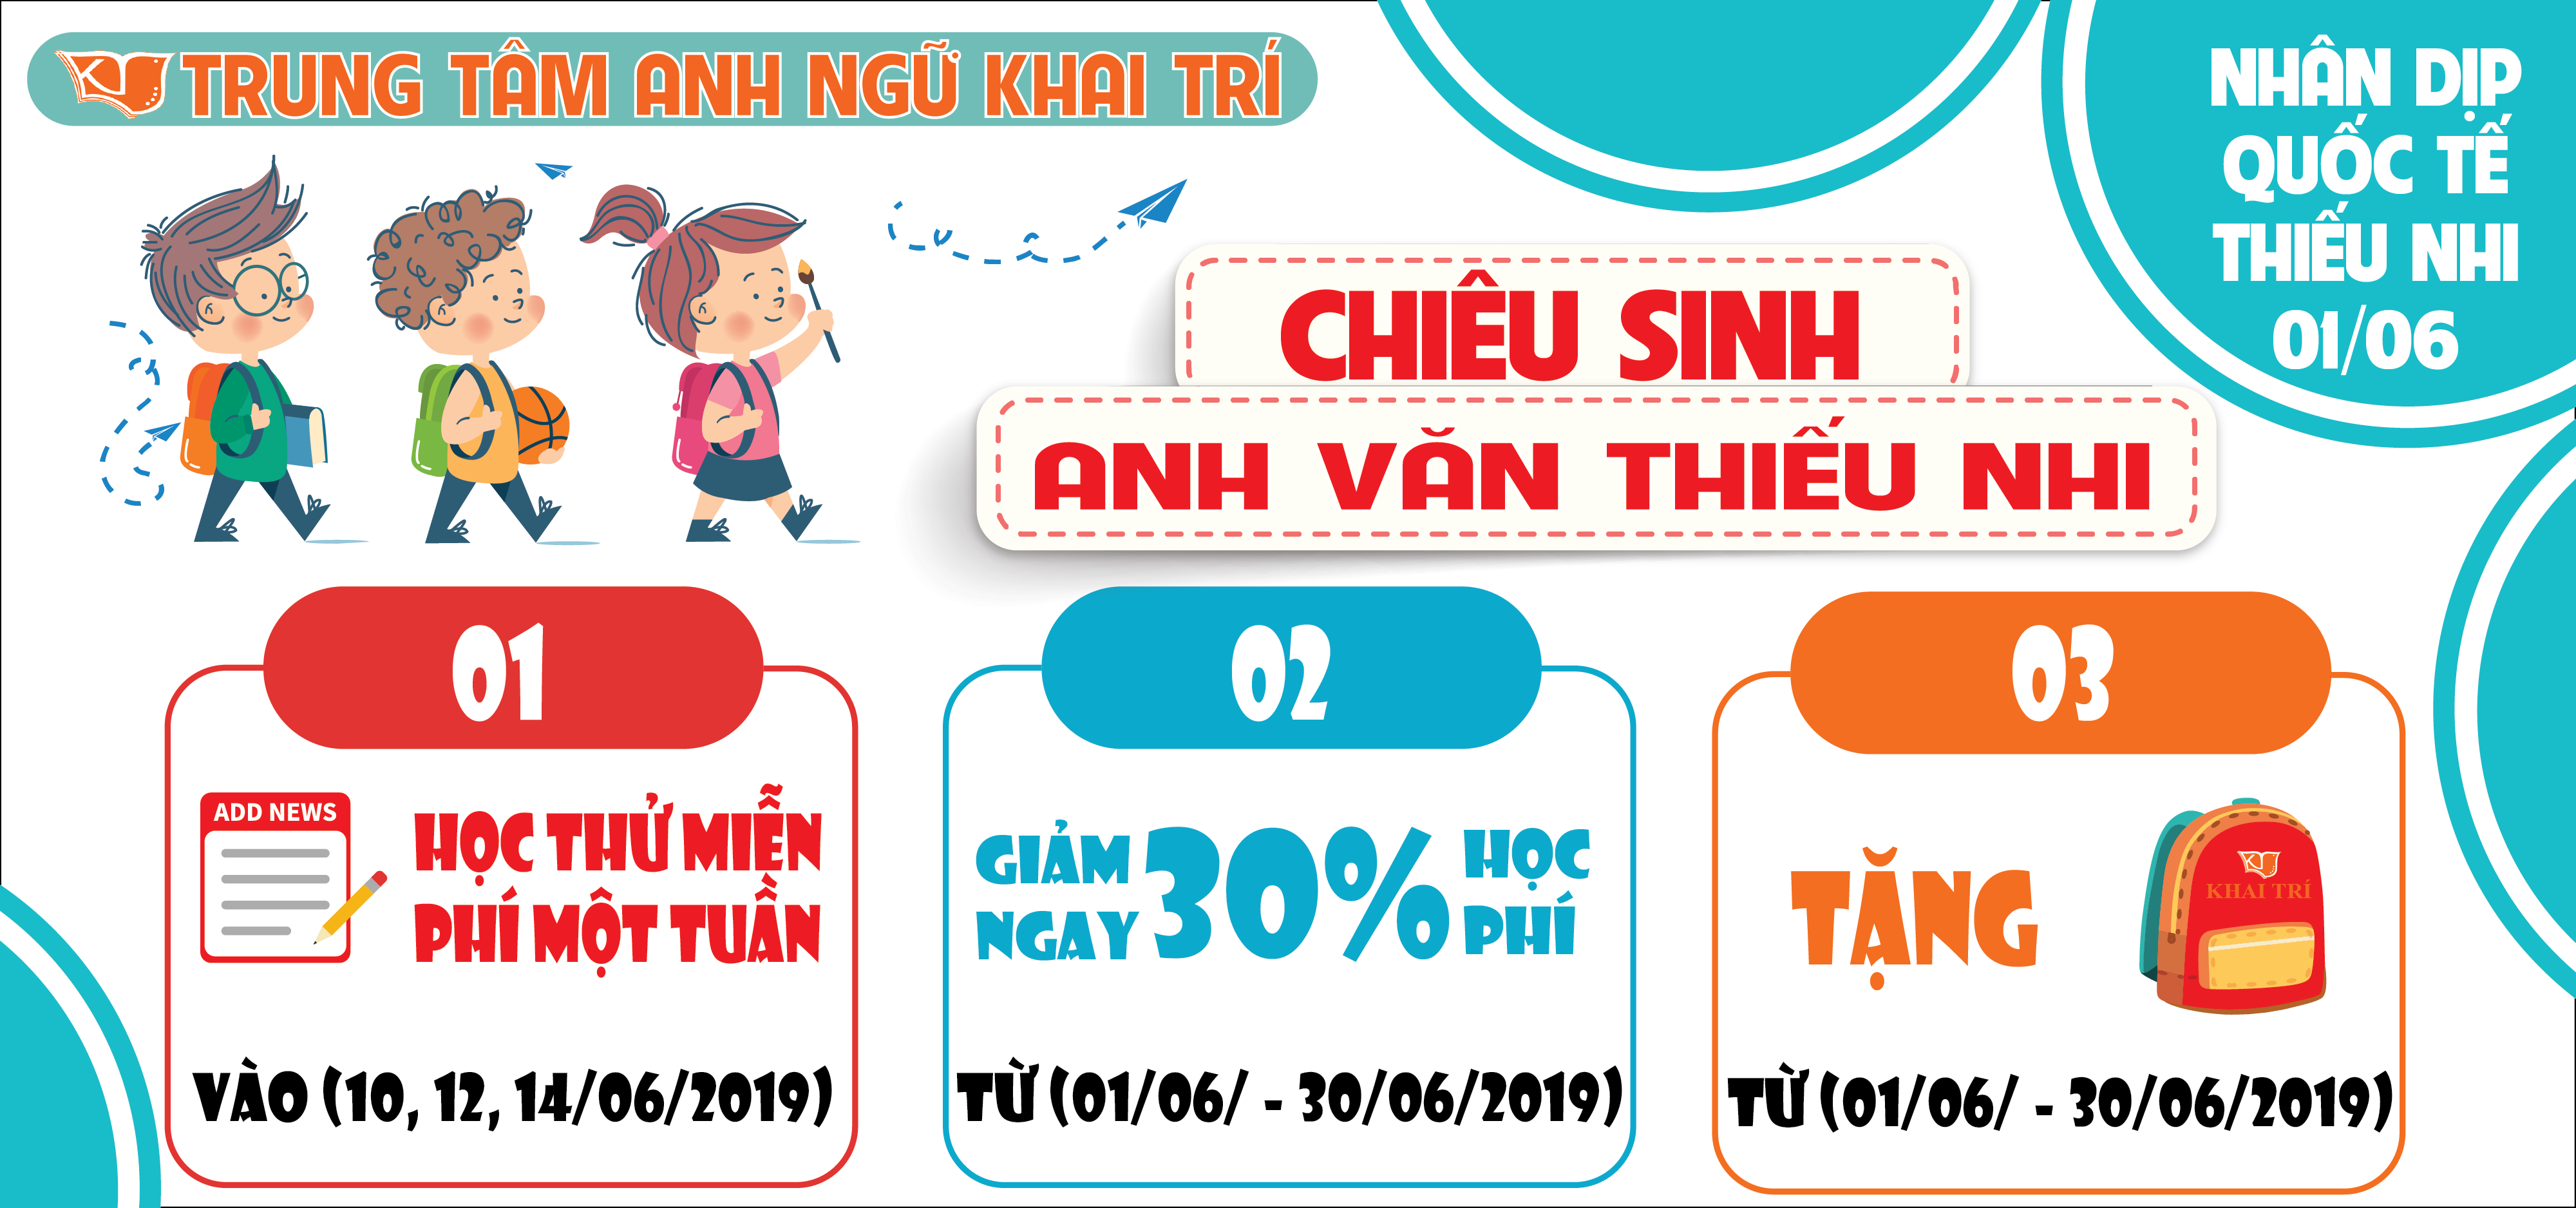 K
TRUNG TÂM ANH NGỮ KHAI TRÍ
NHÂN DỊP
QUỐC TẾ
THIẾU NHI
01/06
CHIÊU SINH
ANH VĂN THIẾU NHI
01
ADD NEWS
HỌC THỬ MIỄN
PHÍ MỘT TUẦN
VÀO (10, 12, 14/06/2019)
02
GIẢM
NGAY
30%
HỌC
PHÍ
TỪ (01/06/ - 30/06/2019)
03
TẶNG
K
KHAI TRÍ
TỪ (01/06/ - 30/06/2019)